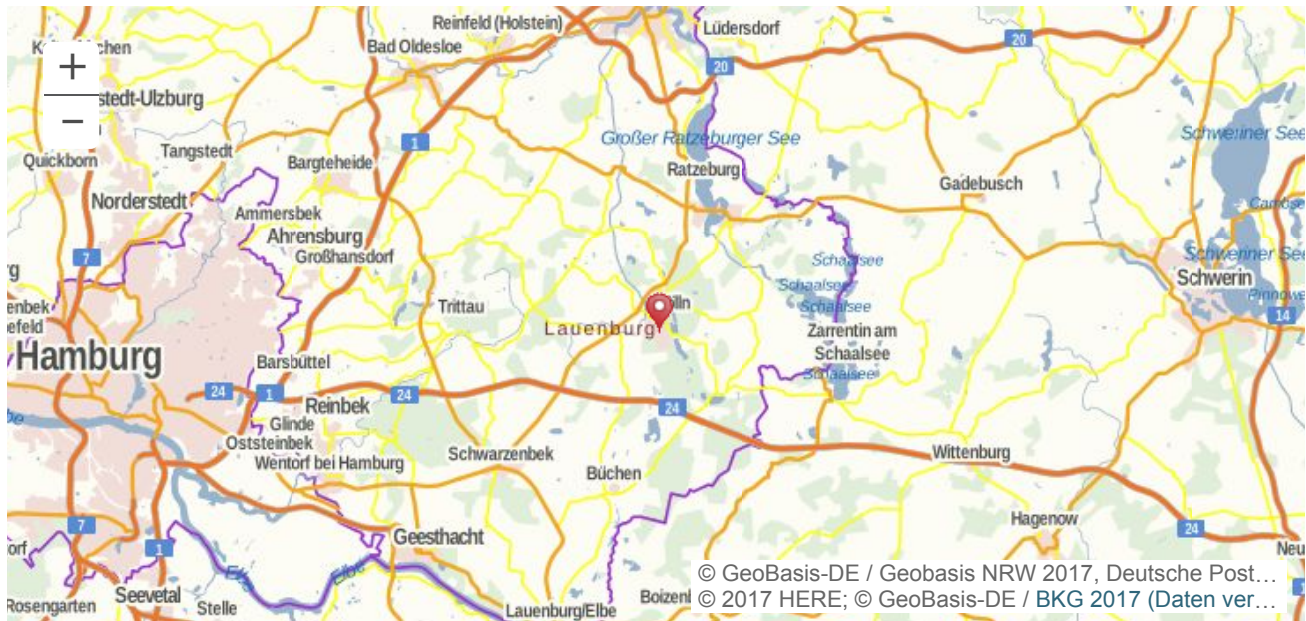 Reinfeld (Holstein)
Lüdersdorf
20
Bad Oldesloe
20
+
−
stedt-Ulzburg
1
Großer Ratzeburger See
Schweriner See
Quickborn
Tangstedt
Bargteheide
Ratzeburg
Gadebusch
Norderstedt
Ammersbek
Ahrensburg
Großhansdorf
7
Schaalsee
Schweriner See
Schwerin
Schaalsee
Schaalsee
Trittau
lln
Lauenburg
14
Zarrentin am
Schaalsee
Schaalsee
Hamburg
Barsbüttel
24
1
24
24
Reinbek
Glinde
Oststeinbek
Wentorf bei Hamburg
Schwarzenbek
Wittenburg
Büchen
7
1
Geesthacht
Hagenow
24
Neu
Elbe
Seevetal
Rosengarten
Stelle
Lauenburg/Elbe
Boizenb
© GeoBasis-DE / Geobasis NRW 2017, Deutsche Post...
© 2017 HERE; © GeoBasis-DE / BKG 2017 (Daten ver...